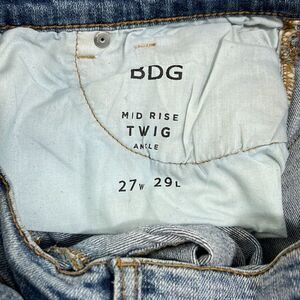 BDG
MID RISE
TWIG
ANKLE
27W 29L